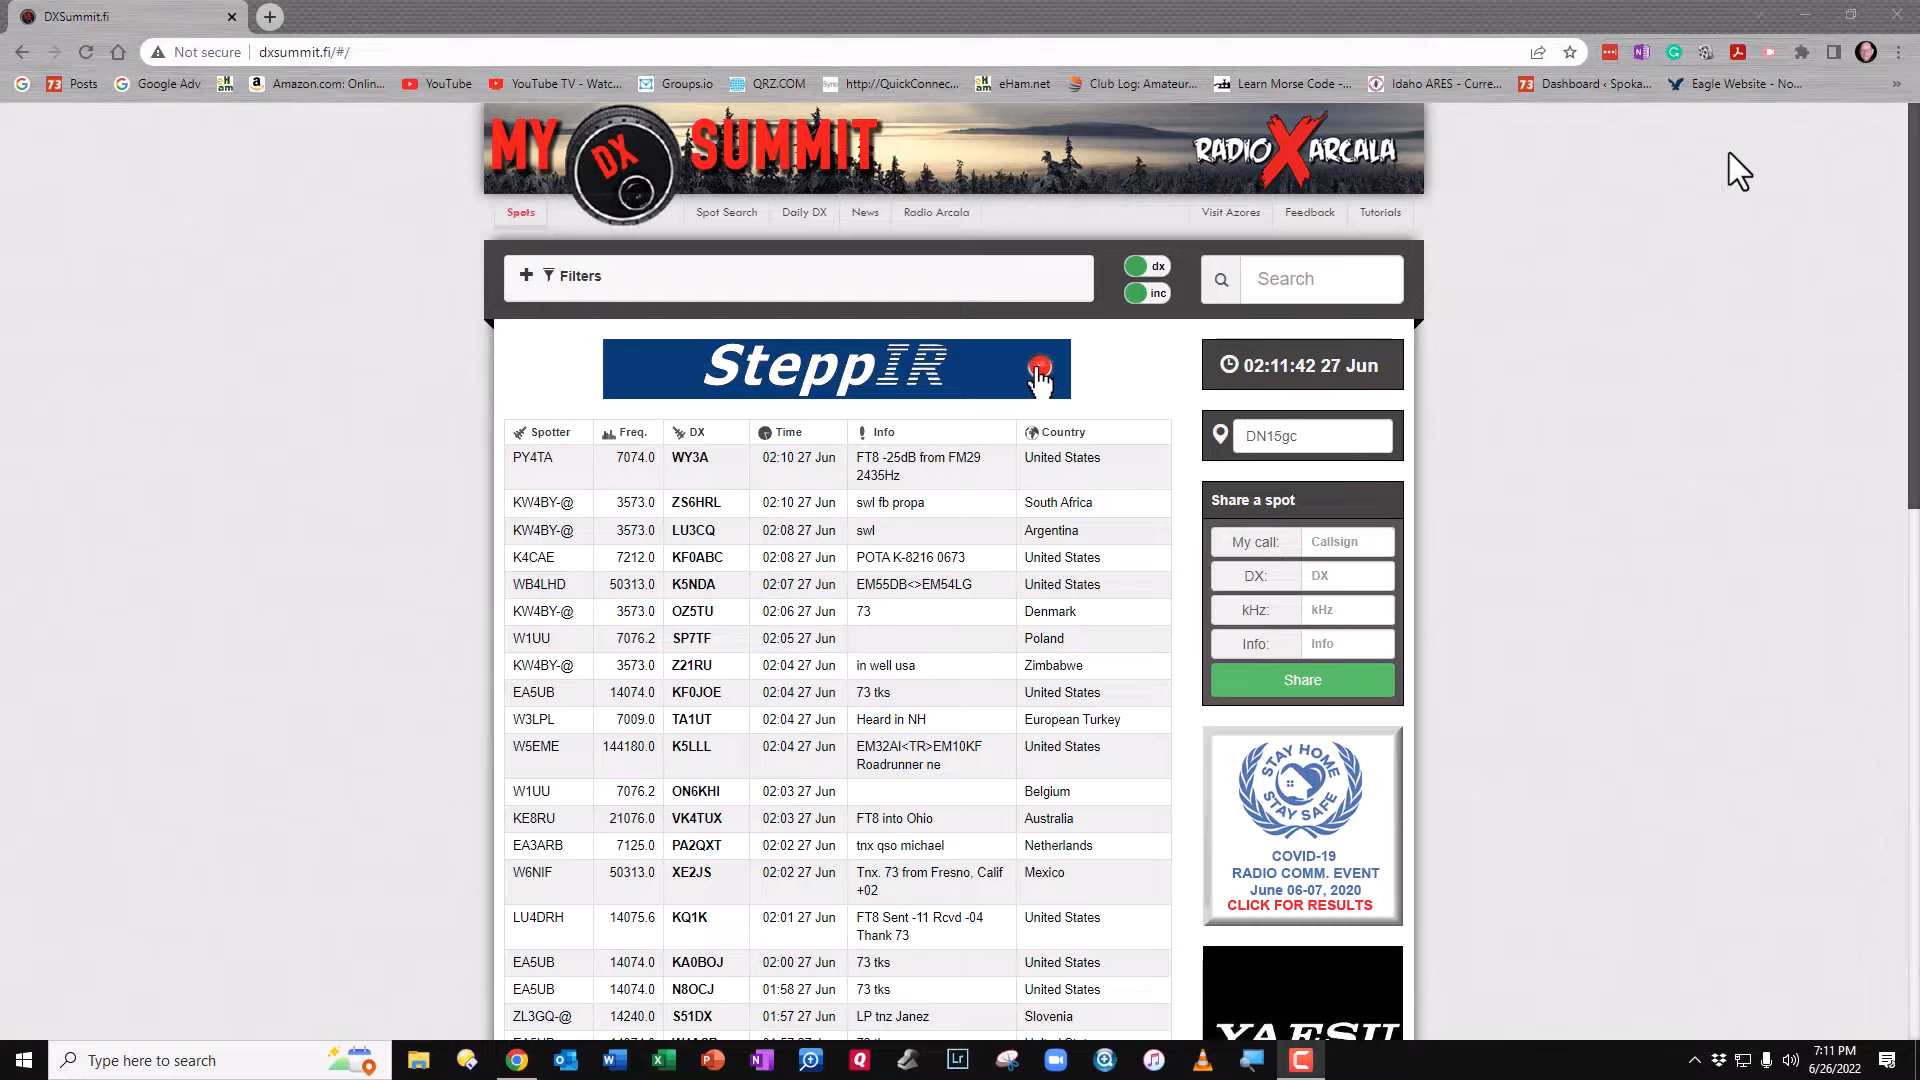 DXSummit.fi
Not secure dxsummit.fi/#/
73 Posts Google Adv Amazon.com: Onlin... YouTube YouTube TV - Watc... Groups.io QRZ.COM http://QuickConnec... eHam.net Club Log: Amateur... Learn Morse Code -... Idaho ARES - Curre... 73 Dashboard ‹ Spoka... Eagle Website - No...
MY DX SUMMIT RADIO X ARCALA
Spots Spot Search Daily DX News Radio Arcala Visit Azores Feedback Tutorials
Filters dx inc Search
SteppIR
02:11:42 27 Jun
DN15gc
Spotter Freq. DX Time Info Country
PY4TA 7074.0 WY3A 02:10 27 Jun FT8 -25dB from FM29 2435Hz United States
KW4BY-@ 3573.0 ZS6HRL 02:10 27 Jun swl fb propa South Africa
KW4BY-@ 3573.0 LU3CQ 02:08 27 Jun swl Argentina
K4CAE 7212.0 KF0ABC 02:08 27 Jun POTA K-8216 0673 United States
WB4LHD 50313.0 K5NDA 02:07 27 Jun EM55DB<>EM54LG United States
KW4BY-@ 3573.0 OZ5TU 02:06 27 Jun 73 Denmark
W1UU 7076.2 SP7TF 02:05 27 Jun Poland
KW4BY-@ 3573.0 Z21RU 02:04 27 Jun in well usa Zimbabwe
EA5UB 14074.0 KF0JOE 02:04 27 Jun 73 tks United States
W3LPL 7009.0 TA1UT 02:04 27 Jun Heard in NH European Turkey
W5EME 144180.0 K5LLL 02:04 27 Jun EM32AI<TR>EM10KF Roadrunner ne United States
W1UU 7076.2 ON6KHI 02:03 27 Jun Belgium
KE8RU 21076.0 VK4TUX 02:03 27 Jun FT8 into Ohio Australia
EA3ARB 7125.0 PA2QXT 02:02 27 Jun tnx qso michael Netherlands
W6NIF 50313.0 XE2JS 02:02 27 Jun Tnx. 73 from Fresno, Calif +02 Mexico
LU4DRH 14075.6 KQ1K 02:01 27 Jun FT8 Sent -11 Rcvd -04 Thank 73 United States
EA5UB 14074.0 KA0BOJ 02:00 27 Jun 73 tks United States
EA5UB 14074.0 N8OCJ 01:58 27 Jun 73 tks United States
ZL3GQ-@ 14240.0 S51DX 01:57 27 Jun LP tnz Janez Slovenia
Share a spot
My call: Callsign
DX: DX
kHz: kHz
Info: Info
Share
STAY HOME
STAY SAFE
COVID-19
RADIO COMM. EVENT
June 06-07, 2020
CLICK FOR RESULTS
YAESU
Type here to search
Lr
7:11 PM
6/26/2022